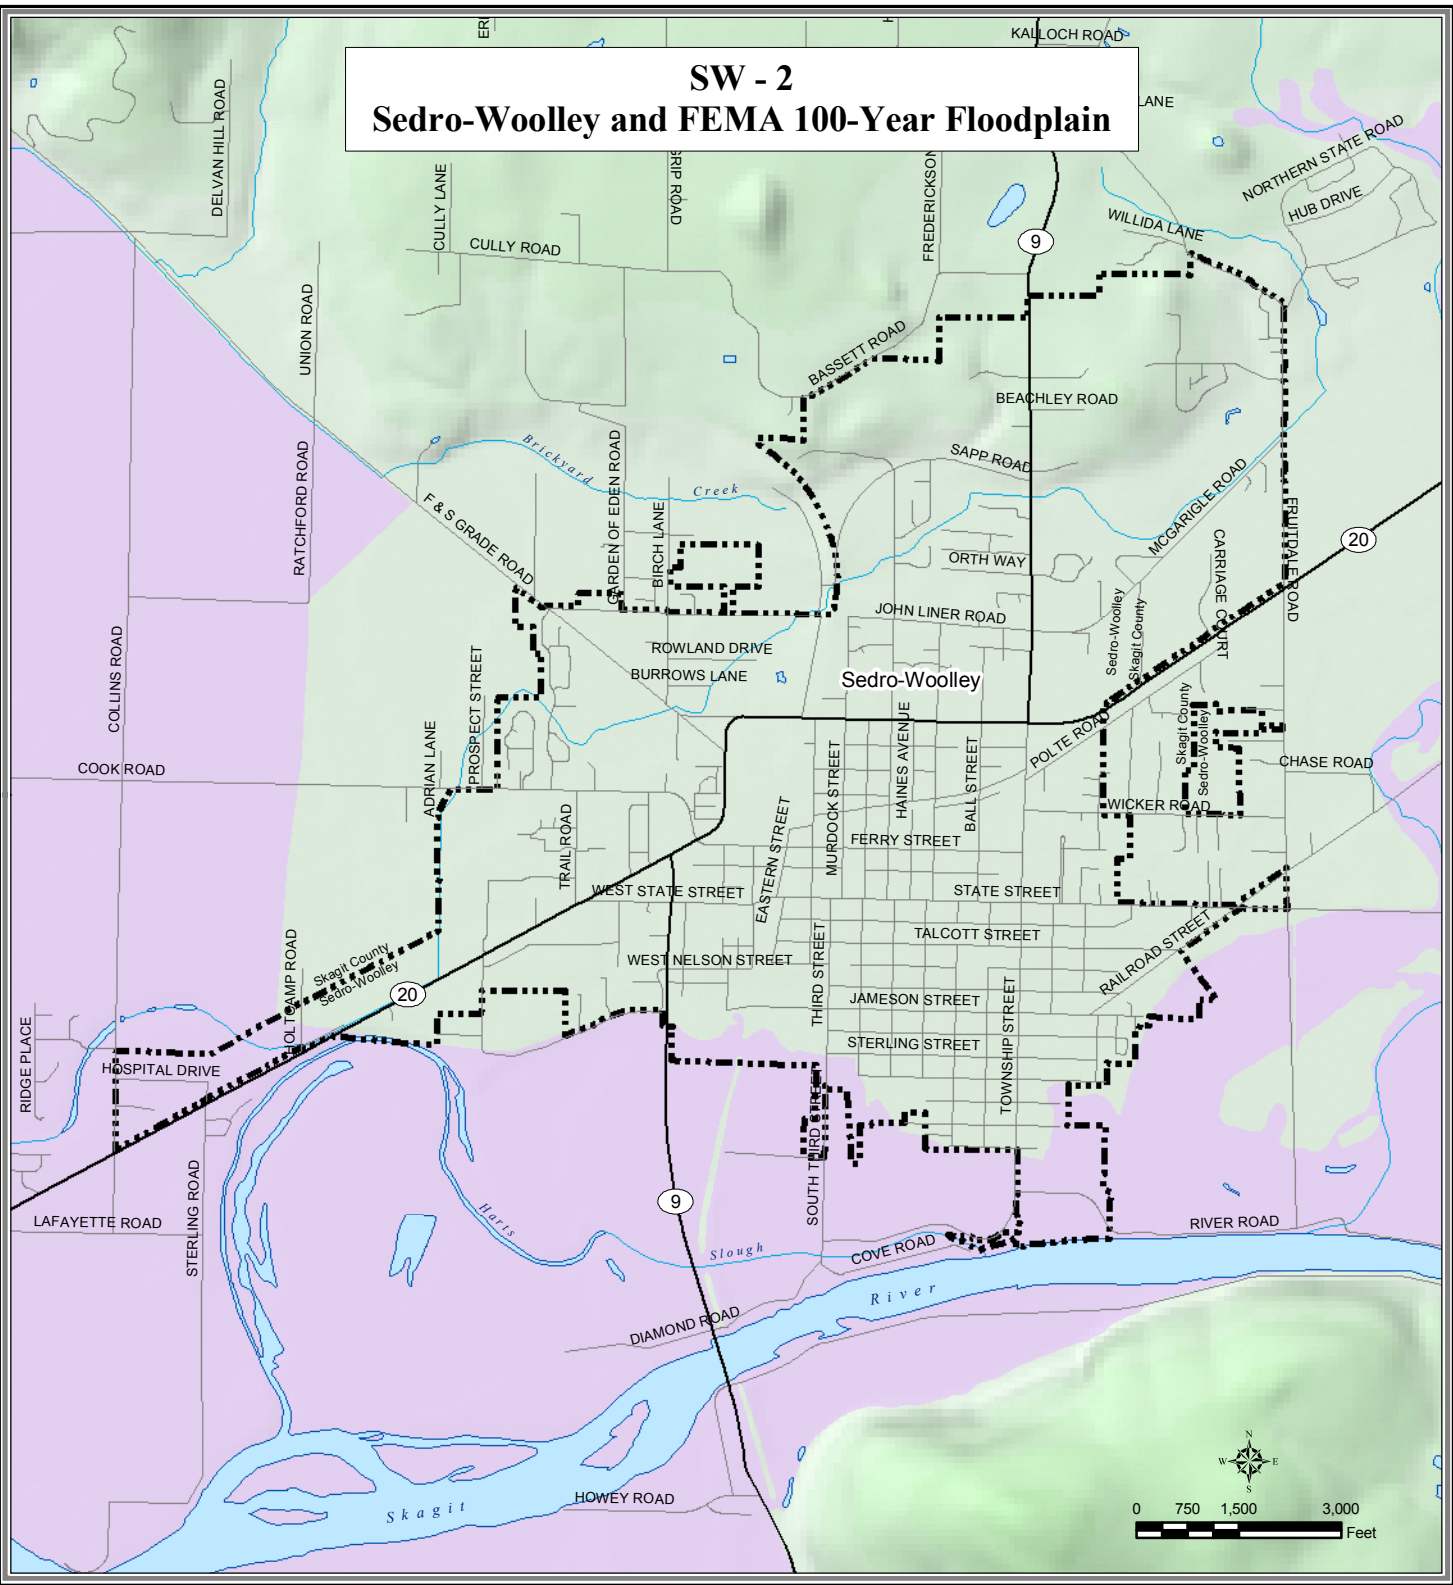 SW - 2
Sedro-Woolley and FEMA 100-Year Floodplain
KALLOCH ROAD
LANE
DELVAN HILL ROAD
CULLY LANE
CULLY ROAD
FREDERICKSON
NORTHERN STATE ROAD
HUB DRIVE
WILLIDA LANE
9
UNION ROAD
BASSETT ROAD
BEACHLEY ROAD
RATCHFORD ROAD
Brickyard
Creek
SAPP ROAD
F & S GRADE ROAD
GARDEN OF EDEN ROAD
BIRCH LANE
MCGARIGLE ROAD
ORTH WAY
CARRIAGE COURT
FRUITDALE ROAD
20
JOHN LINER ROAD
Sedro-Woolley
Skagit County
COLLINS ROAD
ROWLAND DRIVE
BURROWS LANE
Sedro-Woolley
PROSPECT STREET
ADRIAN LANE
COOK ROAD
POLTE ROAD
Skagit County
Sedro-Woolley
CHASE ROAD
WICKER ROAD
HAINES AVENUE
BALL STREET
MURDOCK STREET
EASTERN STREET
FERRY STREET
TRAIL ROAD
WEST STATE STREET
STATE STREET
TALCOTT STREET
RAILROAD STREET
WEST NELSON STREET
THIRD STREET
JAMESON STREET
STERLING STREET
TOWNSHIP STREET
HOLTCAMP ROAD
Skagit County
Sedro-Woolley
20
RIDGE PLACE
HOSPITAL DRIVE
SOUTH THIRD STREET
STERLING ROAD
LAFAYETTE ROAD
Harts
Slough
9
COVE ROAD
RIVER ROAD
River
DIAMOND ROAD
HOWEY ROAD
Skagit
N
W
E
S
0 750 1,500 3,000
Feet